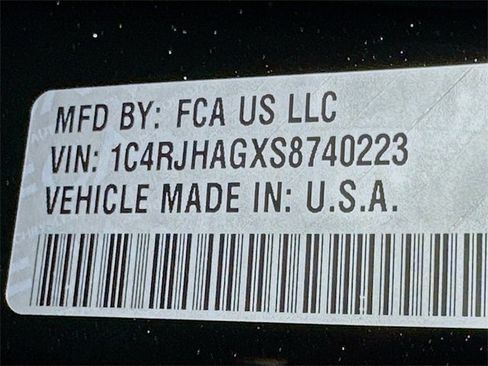 MFD BY: FCA US LLC
VIN: 1C4RJHAGXS8740223
VEHICLE MADE IN: U.S.A.